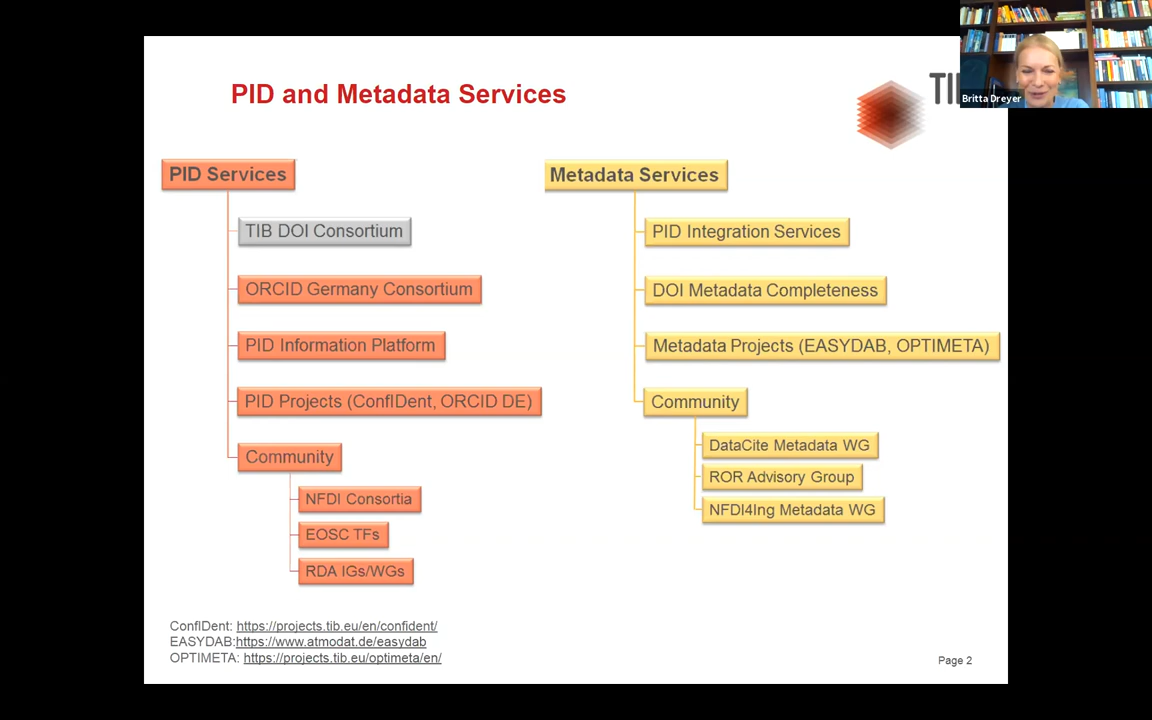 PID and Metadata Services
Britta Dreyer
PID Services
TIB DOI Consortium
ORCID Germany Consortium
PID Information Platform
PID Projects (ConfIDent, ORCID DE)
Community
NFDI Consortia
EOSC TFs
RDA IGs/WGs
Metadata Services
PID Integration Services
DOI Metadata Completeness
Metadata Projects (EASYDAB, OPTIMETA)
Community
DataCite Metadata WG
ROR Advisory Group
NFDI4Ing Metadata WG
ConfIDent: https://projects.tib.eu/en/confident/
EASYDAB:https://www.atmodat.de/easydab
OPTIMETA: https://projects.tib.eu/optimeta/en/
Page 2